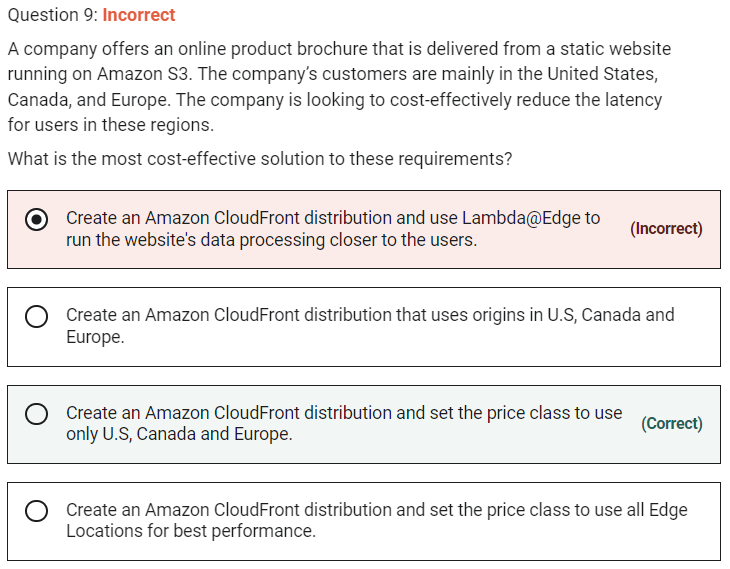 Question 9: Incorrect
A company offers an online product brochure that is delivered from a static website
running on Amazon S3. The company's customers are mainly in the United States,
Canada, and Europe. The company is looking to cost-effectively reduce the latency
for users in these regions.
What is the most cost-effective solution to these requirements?
Create an Amazon CloudFront distribution and use Lambda@Edge to
run the website's data processing closer to the users.
(Incorrect)
Create an Amazon CloudFront distribution that uses origins in U.S, Canada and
Europe.
Create an Amazon CloudFront distribution and set the price class to use
only U.S, Canada and Europe.
(Correct)
Create an Amazon CloudFront distribution and set the price class to use all Edge
Locations for best performance.